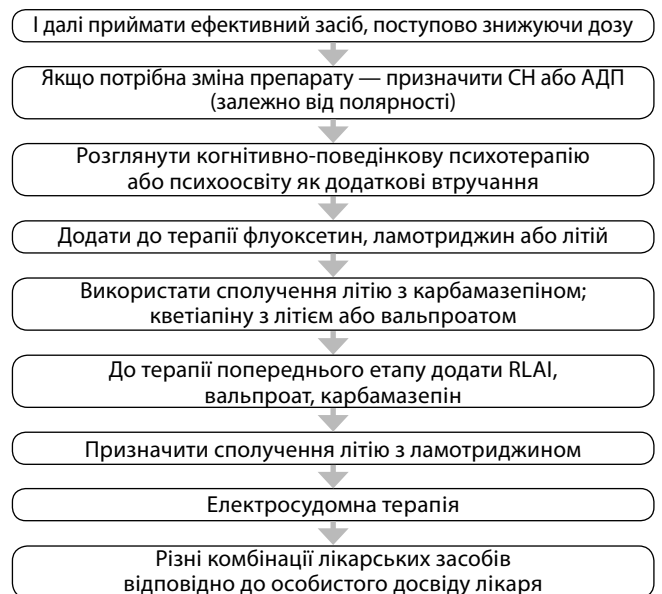 І далі приймати ефективний засіб, поступово знижуючи дозу
Якщо потрібна зміна препарату — призначити СН або АДП
(залежно від полярності)
Розглянути когнітивно-поведінкову психотерапію
або психоосвіту як додаткові втручання
Додати до терапії флуоксетин, ламотриджин або літій
Використати сполучення літію з карбамазепіном;
кветіапіну з літієм або вальпроатом
До терапії попереднього етапу додати RLAI,
вальпроат, карбамазепін
Призначити сполучення літію з ламотриджином
Електросудомна терапія
Різні комбінації лікарських засобів
відповідно до особистого досвіду лікаря